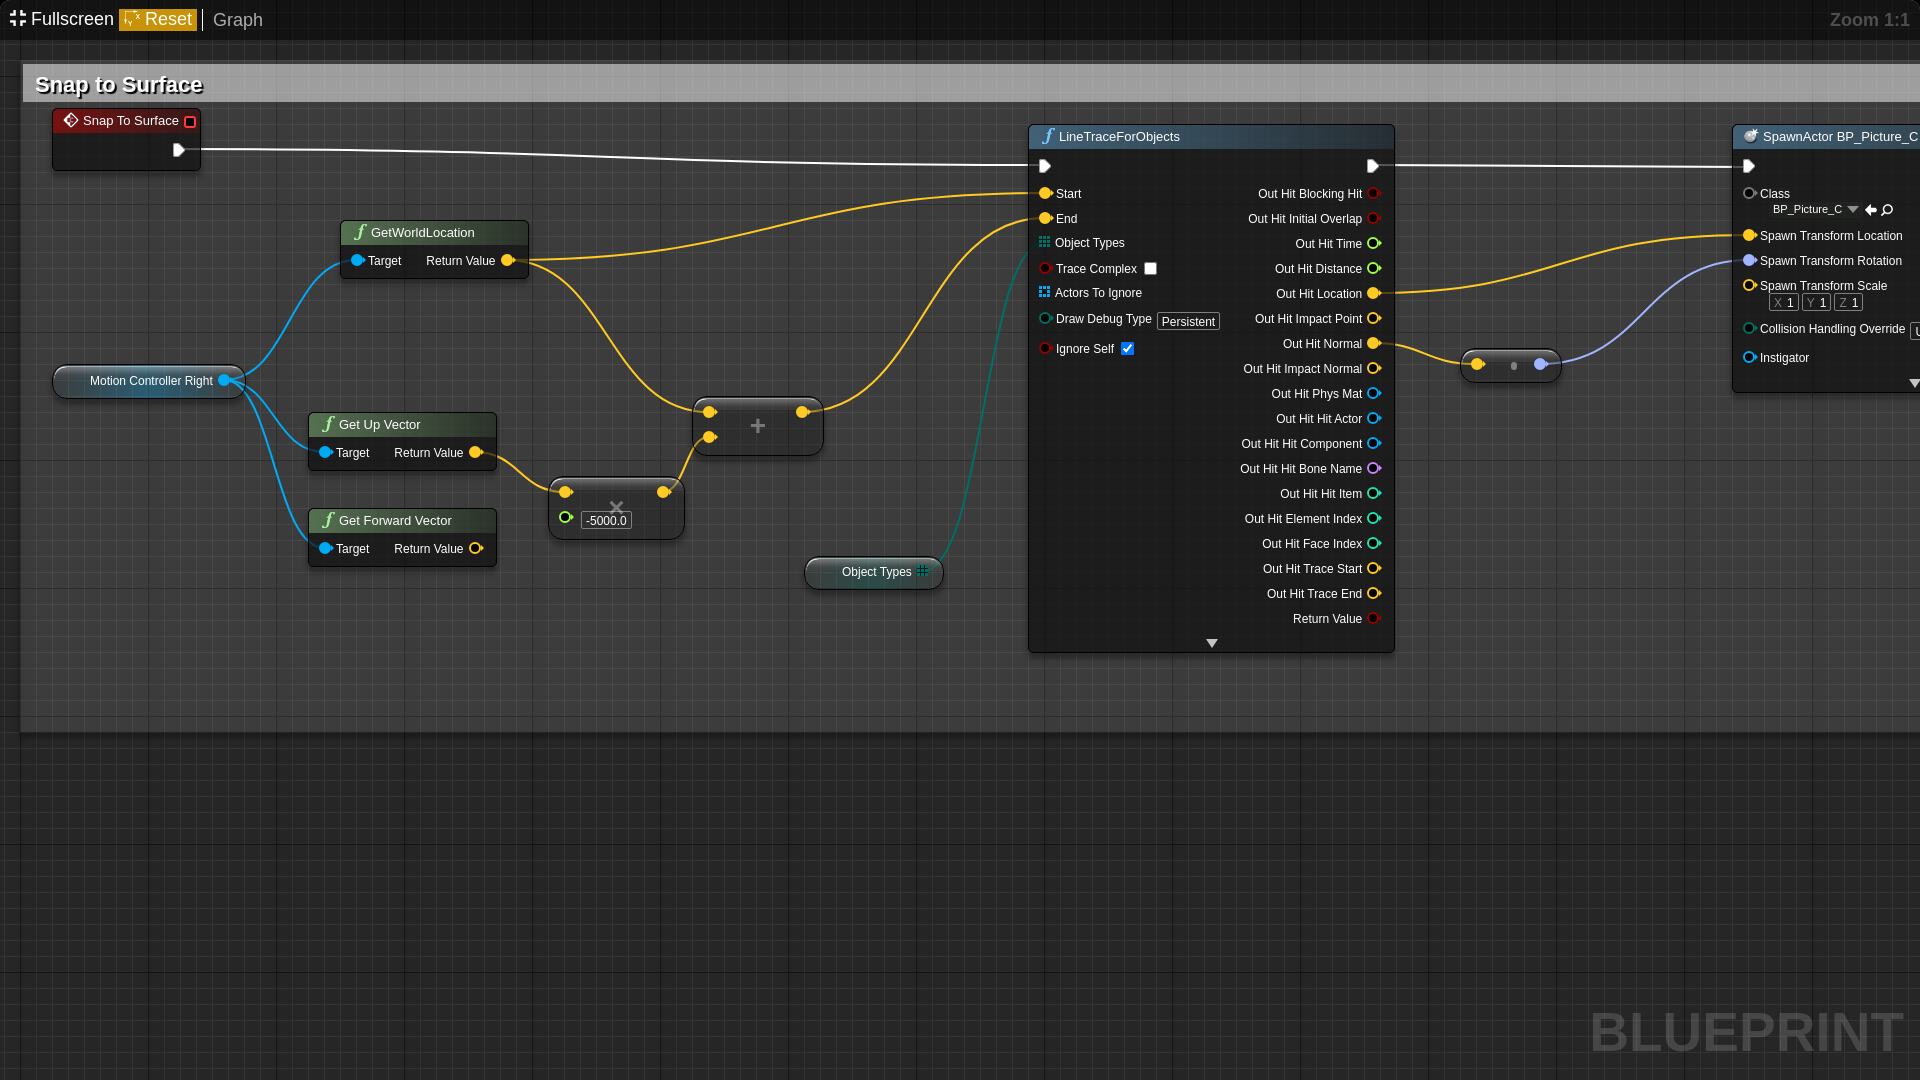 Fullscreen Reset Graph Zoom 1:1
Snap to Surface
Snap To Surface
GetWorldLocation
Target Return Value
Motion Controller Right
Get Up Vector
Target Return Value
Get Forward Vector
Target Return Value
+
×
-5000.0
Object Types
LineTraceForObjects
Start
End
Object Types
Trace Complex
Actors To Ignore
Draw Debug Type Persistent
Ignore Self
Out Hit Blocking Hit
Out Hit Initial Overlap
Out Hit Time
Out Hit Distance
Out Hit Location
Out Hit Impact Point
Out Hit Normal
Out Hit Impact Normal
Out Hit Phys Mat
Out Hit Hit Actor
Out Hit Hit Component
Out Hit Hit Bone Name
Out Hit Hit Item
Out Hit Element Index
Out Hit Face Index
Out Hit Trace Start
Out Hit Trace End
Return Value
SpawnActor BP_Picture_C
Class
BP_Picture_C
Spawn Transform Location
Spawn Transform Rotation
Spawn Transform Scale
X 1 Y 1 Z 1
Collision Handling Override
Instigator
BLUEPRINT